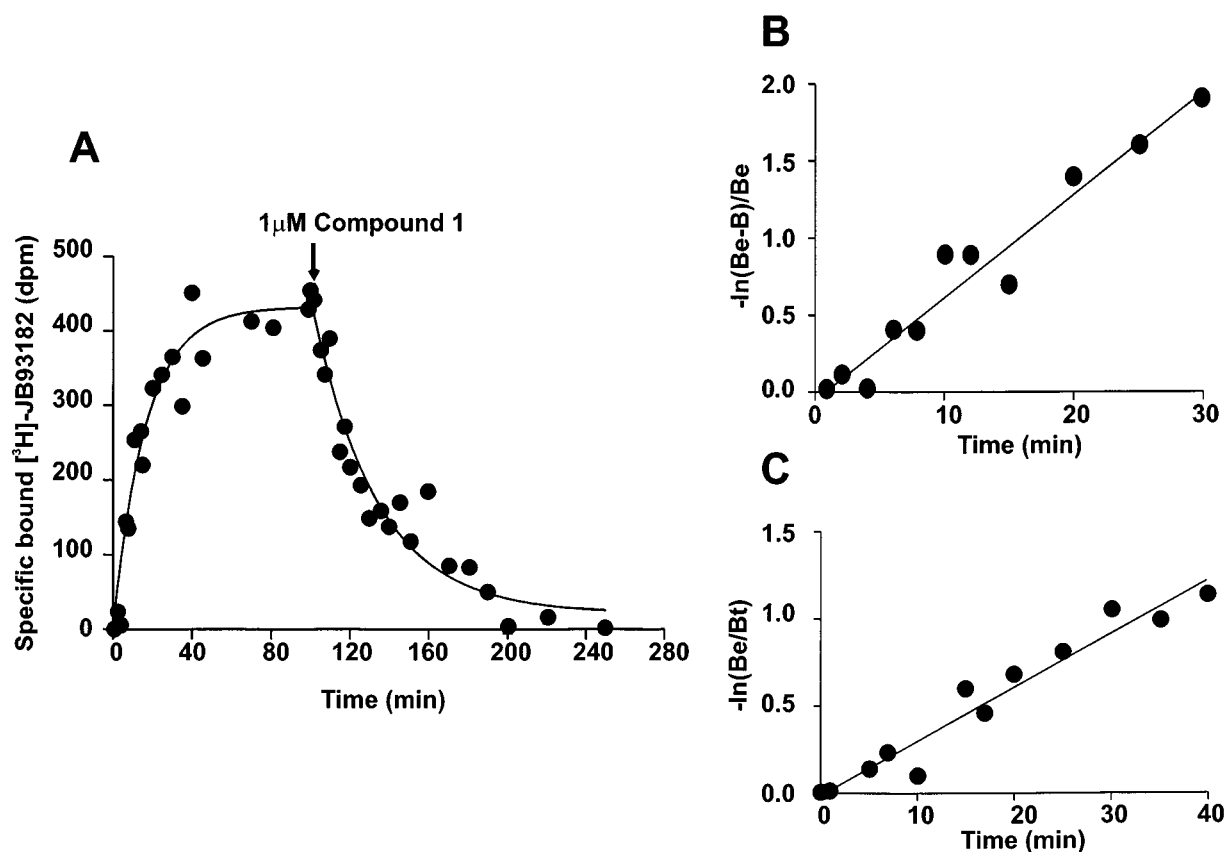 A
1μM Compound 1
Specific bound [³H]-JB93182 (dpm)
500
400
300
200
100
0
0 40 80 120 160 200 240 280
Time (min)
B
-ln(Be-B)/Be
2.0
1.5
1.0
0.5
0.0
0 10 20 30
Time (min)
C
-ln(Be/Bt)
1.5
1.0
0.5
0.0
0 10 20 30 40
Time (min)